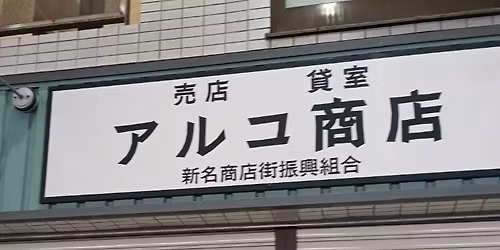 売店　貸室
アルコ商店
新名商店街振興組合